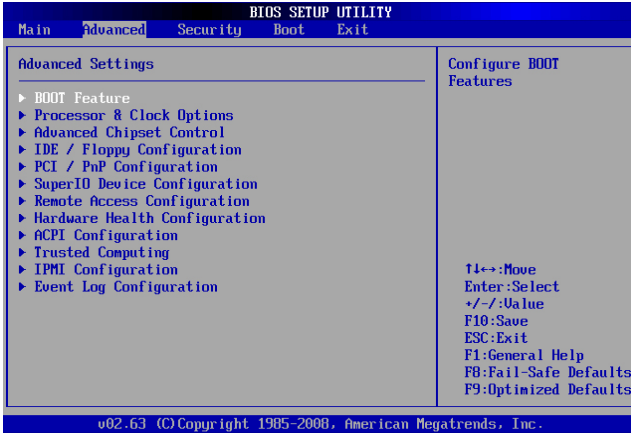 BIOS SETUP UTILITY
Main Advanced Security Boot Exit
Advanced Settings
▶ BOOT Feature
▶ Processor & Clock Options
▶ Advanced Chipset Control
▶ IDE / Floppy Configuration
▶ PCI / PnP Configuration
▶ SuperIO Device Configuration
▶ Remote Access Configuration
▶ Hardware Health Configuration
▶ ACPI Configuration
▶ Trusted Computing
▶ IPMI Configuration
▶ Event Log Configuration
Configure BOOT
Features
↑↓↔:Move
Enter:Select
+/-/:Value
F10:Save
ESC:Exit
F1:General Help
F8:Fail-Safe Defaults
F9:Optimized Defaults
v02.63 (C)Copyright 1985-2008, American Megatrends, Inc.